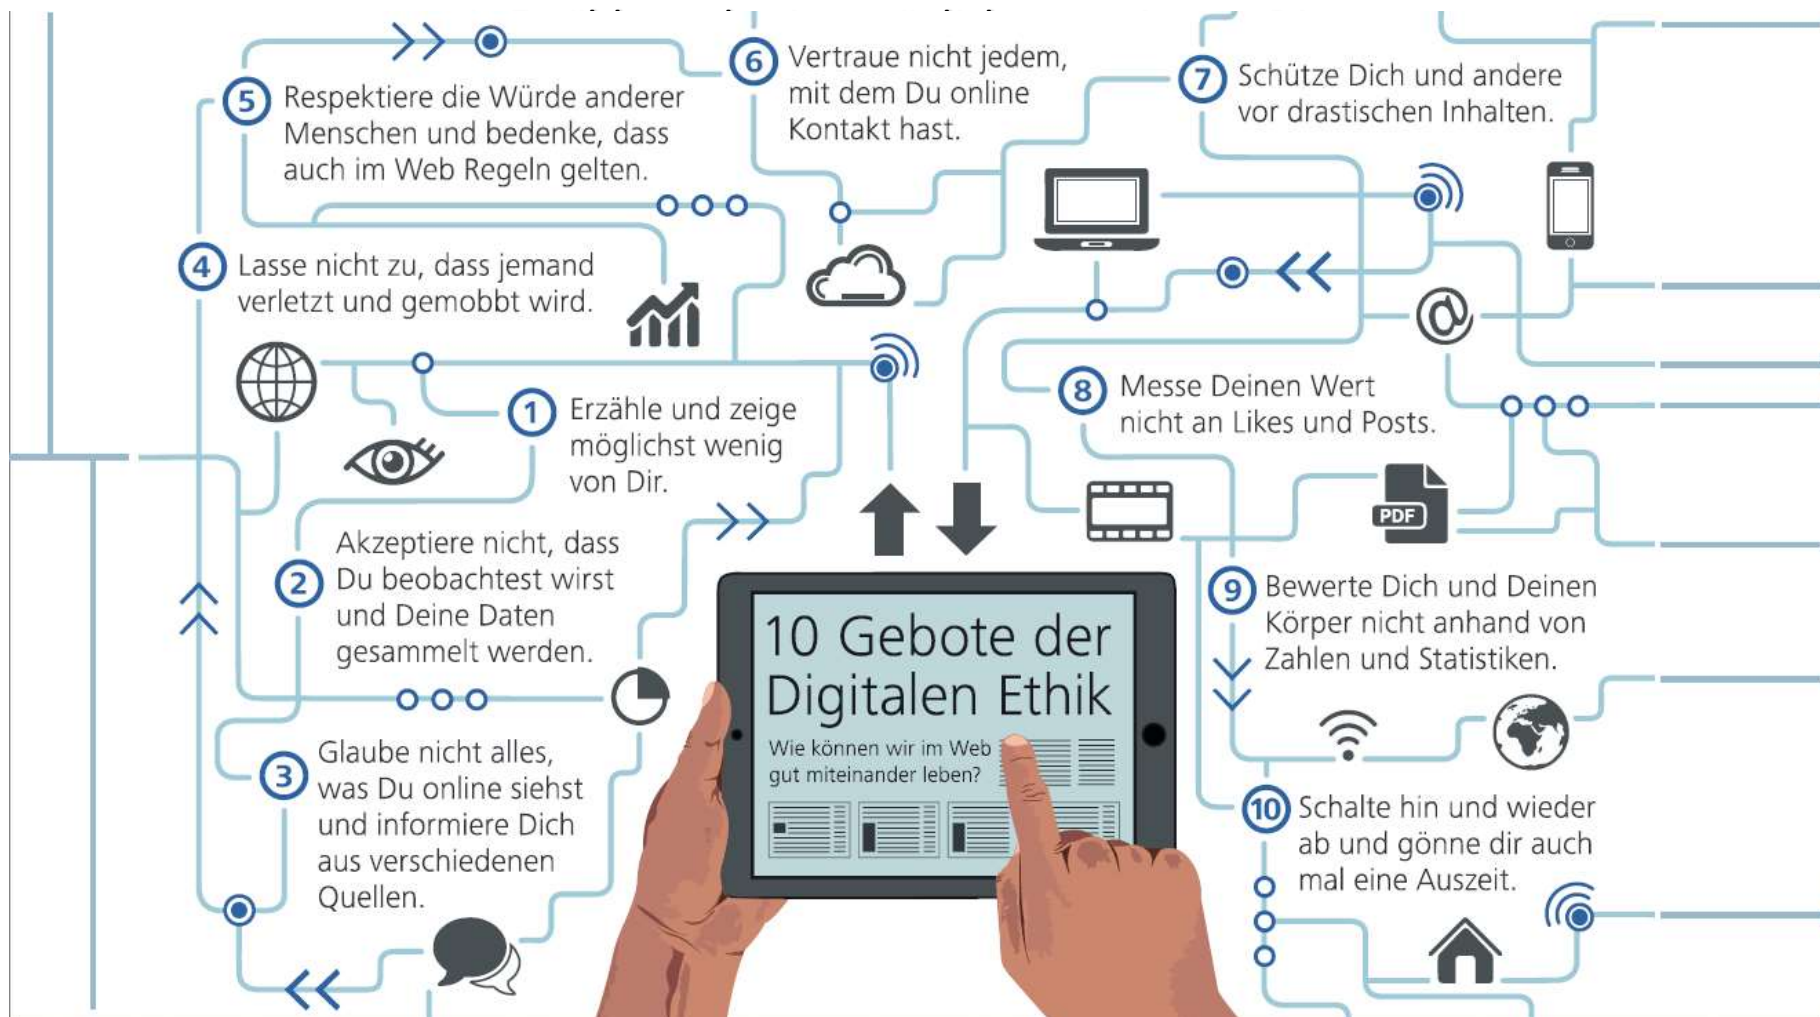 10 Gebote der
Digitalen Ethik
Wie können wir im Web
gut miteinander leben?
1
Erzähle und zeige
möglichst wenig
von Dir.
2
Akzeptiere nicht, dass
Du beobachtest wirst
und Deine Daten
gesammelt werden.
3
Glaube nicht alles,
was Du online siehst
und informiere Dich
aus verschiedenen
Quellen.
4
Lasse nicht zu, dass jemand
verletzt und gemobbt wird.
5
Respektiere die Würde anderer
Menschen und bedenke, dass
auch im Web Regeln gelten.
6
Vertraue nicht jedem,
mit dem Du online
Kontakt hast.
7
Schütze Dich und andere
vor drastischen Inhalten.
8
Messe Deinen Wert
nicht an Likes und Posts.
@
PDF
9
Bewerte Dich und Deinen
Körper nicht anhand von
Zahlen und Statistiken.
10
Schalte hin und wieder
ab und gönne dir auch
mal eine Auszeit.